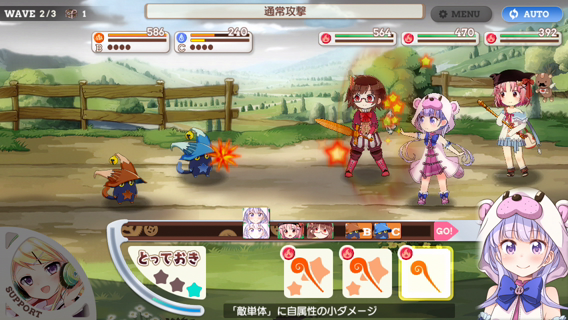 WAVE 2/3 1
通常攻撃
MENU
AUTO
B 586
C 240
564
470
392
B C GO!
とっておき
SUPPORT
「敵単体」に自属性の小ダメージ